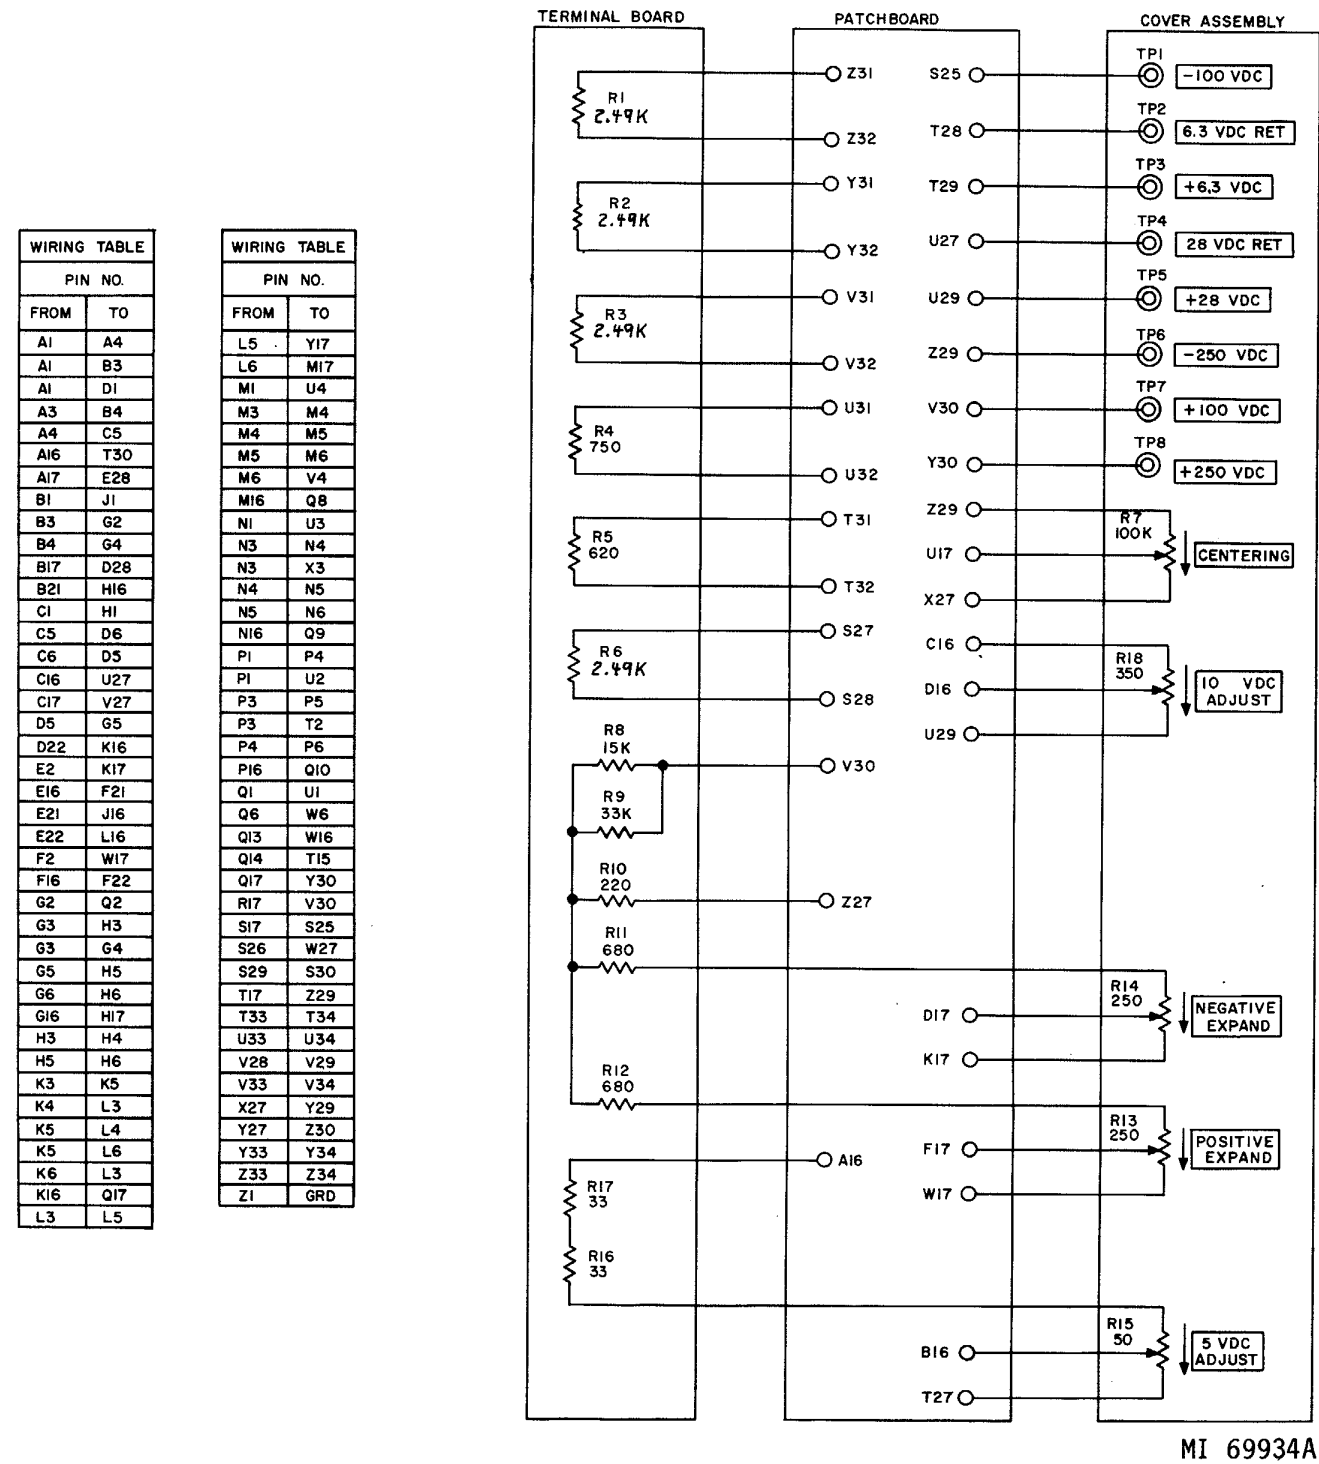 TERMINAL BOARD
PATCHBOARD
COVER ASSEMBLY
WIRING TABLE
PIN NO.
FROM TO
A1 A4
A1 B3
A1 D1
A3 B4
A4 C5
A16 T30
A17 E28
B1 J1
B3 G2
B4 G4
B17 D28
B21 H16
C1 H1
C5 D6
C6 D5
C16 U27
C17 V27
D5 G5
D22 K16
E2 K17
E16 F21
E21 J16
E22 L16
F2 W17
F16 F22
G2 Q2
G3 H3
G3 G4
G5 H5
G6 H6
G16 H17
H3 H4
H5 H6
K3 K5
K4 L3
K5 L4
K5 L6
K6 L3
K16 Q17
L3 L5
WIRING TABLE
PIN NO.
FROM TO
L5 Y17
L6 M17
M1 U4
M3 M4
M4 M5
M5 M6
M6 V4
M16 Q8
N1 U3
N3 N4
N3 X3
N4 N5
N5 N6
N16 Q9
P1 P4
P1 U2
P3 P5
P3 T2
P4 P6
P16 Q10
Q1 U1
Q6 W6
Q13 W16
Q14 T15
Q17 Y30
R17 V30
S17 S25
S26 W27
S29 S30
T17 Z29
T33 T34
U33 U34
V28 V29
V33 V34
X27 Y29
Y27 Z30
Y33 Y34
Z33 Z34
Z1 GRD
R1
2.49K
R2
2.49K
R3
2.49K
R4
750
R5
620
R6
2.49K
R8
15K
R9
33K
R10
220
R11
680
R12
680
R17
33
R16
33
Z31
Z32
Y31
Y32
V31
V32
U31
U32
T31
T32
S27
S28
V30
Z27
A16
S25
T28
T29
U27
U29
Z29
V30
Y30
Z29
U17
X27
C16
D16
U29
D17
K17
F17
W17
B16
T27
TP1
-100 VDC
TP2
6.3 VDC RET
TP3
+6.3 VDC
TP4
28 VDC RET
TP5
+28 VDC
TP6
-250 VDC
TP7
+100 VDC
TP8
+250 VDC
R7
100K
CENTERING
R18
350
10 VDC
ADJUST
R14
250
NEGATIVE
EXPAND
R13
250
POSITIVE
EXPAND
R15
50
5 VDC
ADJUST
MI 69934A